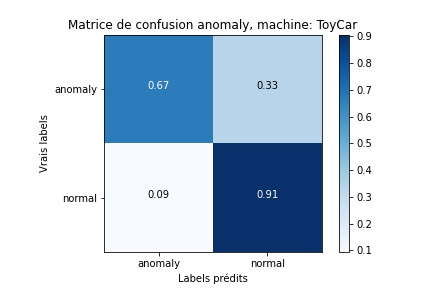 Matrice de confusion anomaly, machine: ToyCar
0.9
anomaly 0.67 0.33 0.8
0.7
0.6
Vrais labels
0.5
0.4
normal 0.09 0.91 0.3
0.2
0.1
anomaly normal
Labels prédits